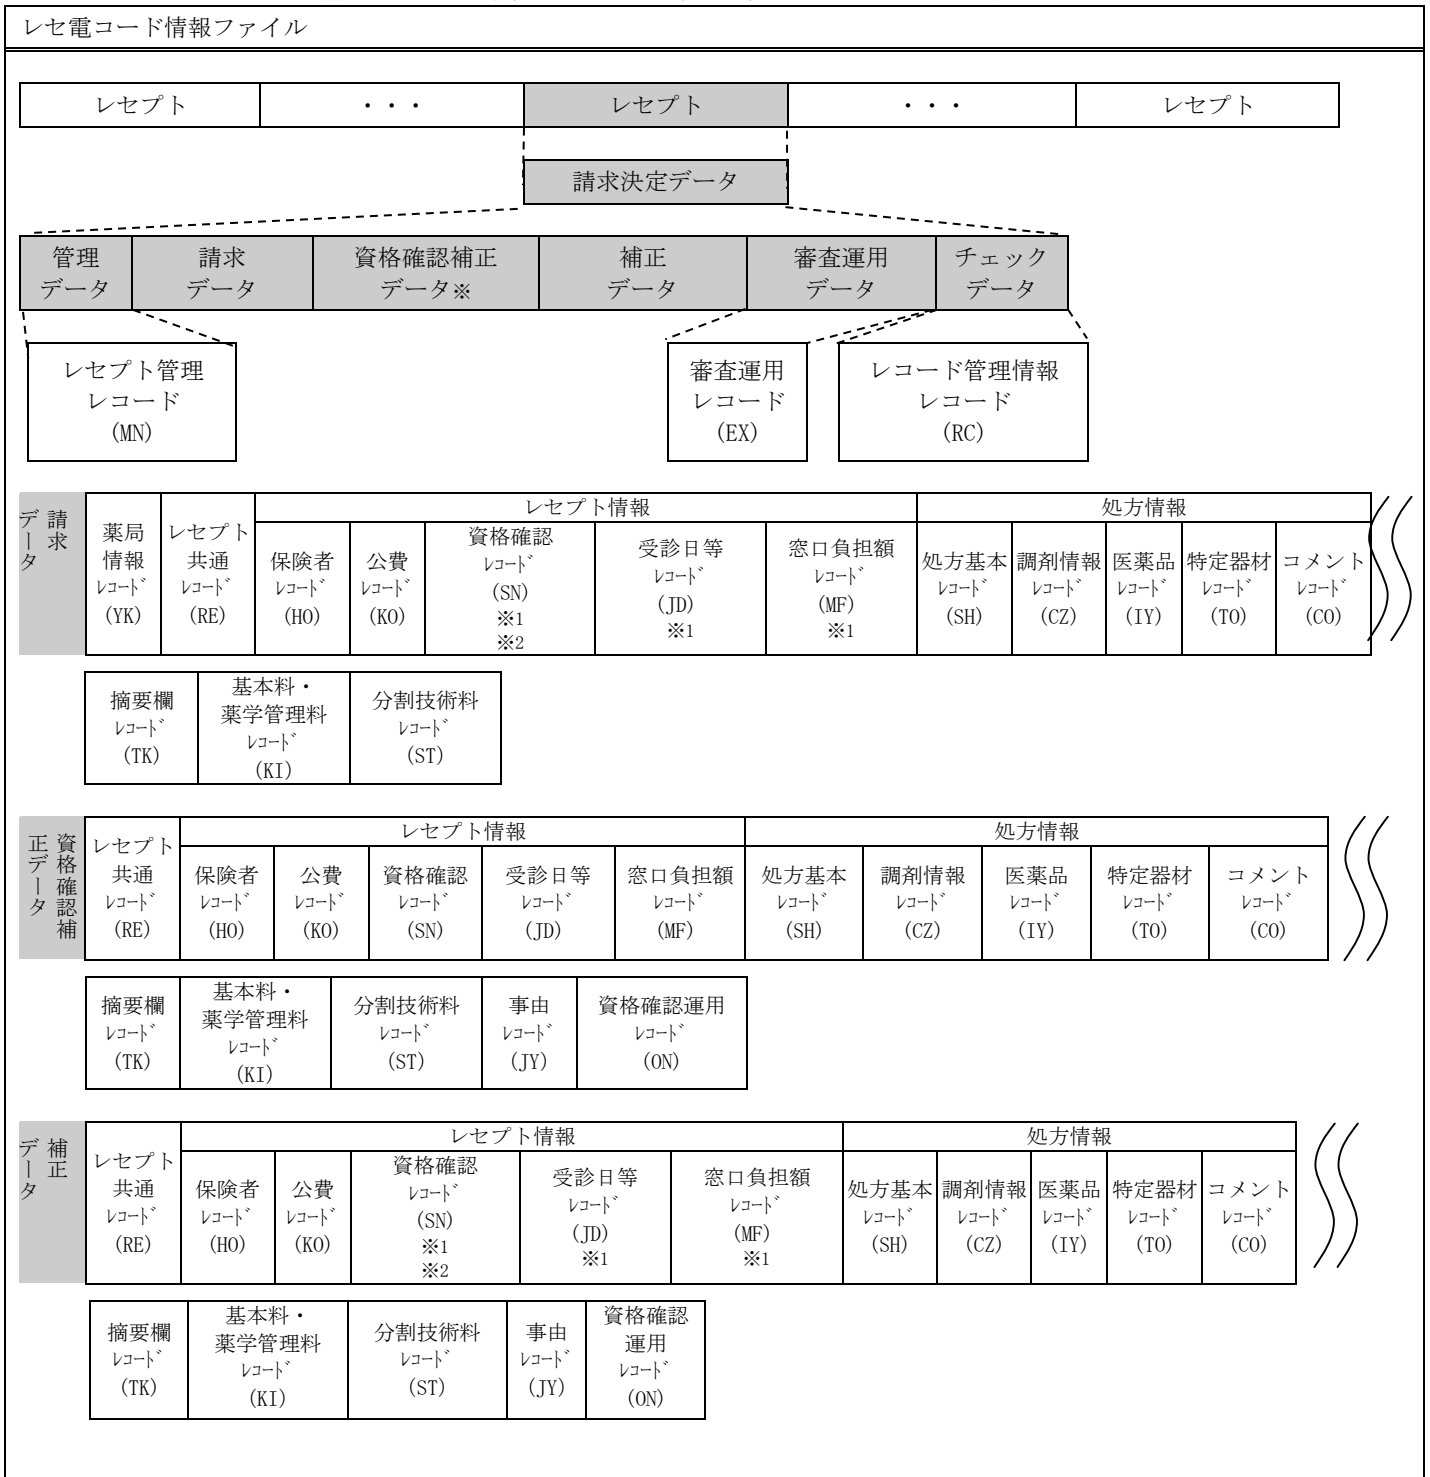 レセ電コード情報ファイル
レセプト
・・・
レセプト
・・・
レセプト
請求決定データ
管理
データ
請求
データ
資格確認補正
データ※
補正
データ
審査運用
データ
チェック
データ
レセプト管理
レコード
(MN)
審査運用
レコード
(EX)
レコード管理情報
レコード
(RC)
請求
データ
薬局
情報
ﾚｺｰﾄﾞ
(YK)
レセプト
共通
ﾚｺｰﾄﾞ
(RE)
レセプト情報
保険者
ﾚｺｰﾄﾞ
(HO)
公費
ﾚｺｰﾄﾞ
(KO)
資格確認
ﾚｺｰﾄﾞ
(SN)
※1
※2
受診日等
ﾚｺｰﾄﾞ
(JD)
※1
窓口負担額
ﾚｺｰﾄﾞ
(MF)
※1
処方情報
処方基本
ﾚｺｰﾄﾞ
(SH)
調剤情報
ﾚｺｰﾄﾞ
(CZ)
医薬品
ﾚｺｰﾄﾞ
(IY)
特定器材
ﾚｺｰﾄﾞ
(TO)
コメント
ﾚｺｰﾄﾞ
(CO)
摘要欄
ﾚｺｰﾄﾞ
(TK)
基本料・
薬学管理料
ﾚｺｰﾄﾞ
(KI)
分割技術料
ﾚｺｰﾄﾞ
(ST)
資格確認補
正データ
レセプト
共通
ﾚｺｰﾄﾞ
(RE)
レセプト情報
保険者
ﾚｺｰﾄﾞ
(HO)
公費
ﾚｺｰﾄﾞ
(KO)
資格確認
ﾚｺｰﾄﾞ
(SN)
受診日等
ﾚｺｰﾄﾞ
(JD)
窓口負担額
ﾚｺｰﾄﾞ
(MF)
処方情報
処方基本
ﾚｺｰﾄﾞ
(SH)
調剤情報
ﾚｺｰﾄﾞ
(CZ)
医薬品
ﾚｺｰﾄﾞ
(IY)
特定器材
ﾚｺｰﾄﾞ
(TO)
コメント
ﾚｺｰﾄﾞ
(CO)
摘要欄
ﾚｺｰﾄﾞ
(TK)
基本料・
薬学管理料
ﾚｺｰﾄﾞ
(KI)
分割技術料
ﾚｺｰﾄﾞ
(ST)
事由
ﾚｺｰﾄﾞ
(JY)
資格確認運用
ﾚｺｰﾄﾞ
(ON)
補正
データ
レセプト
共通
ﾚｺｰﾄﾞ
(RE)
レセプト情報
保険者
ﾚｺｰﾄﾞ
(HO)
公費
ﾚｺｰﾄﾞ
(KO)
資格確認
ﾚｺｰﾄﾞ
(SN)
※1
※2
受診日等
ﾚｺｰﾄﾞ
(JD)
※1
窓口負担額
ﾚｺｰﾄﾞ
(MF)
※1
処方情報
処方基本
ﾚｺｰﾄﾞ
(SH)
調剤情報
ﾚｺｰﾄﾞ
(CZ)
医薬品
ﾚｺｰﾄﾞ
(IY)
特定器材
ﾚｺｰﾄﾞ
(TO)
コメント
ﾚｺｰﾄﾞ
(CO)
摘要欄
ﾚｺｰﾄﾞ
(TK)
基本料・
薬学管理料
ﾚｺｰﾄﾞ
(KI)
分割技術料
ﾚｺｰﾄﾞ
(ST)
事由
ﾚｺｰﾄﾞ
(JY)
資格確認
運用
ﾚｺｰﾄﾞ
(ON)